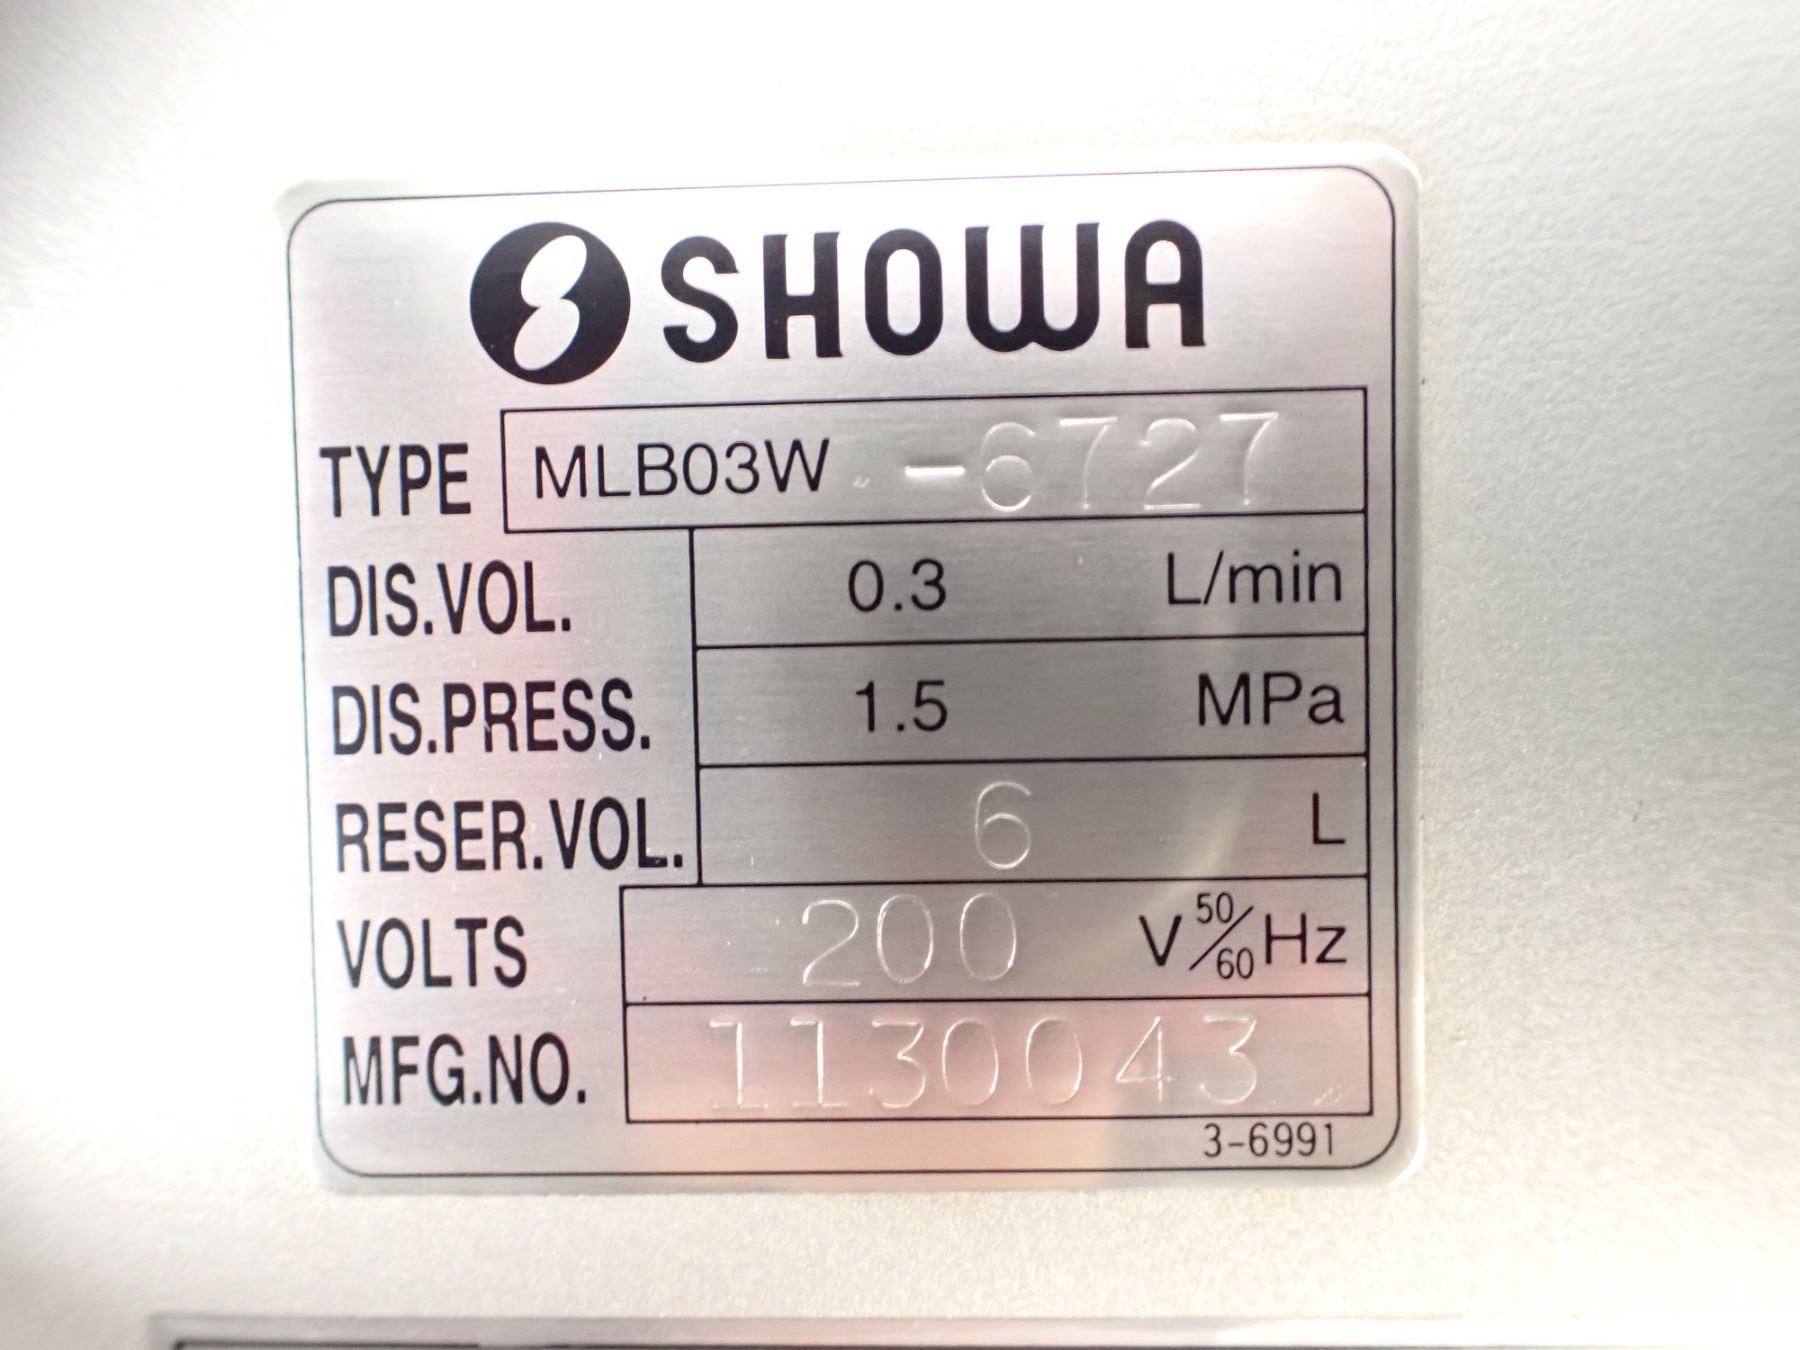 SHOWA
TYPE MLB03W -6727
DIS.VOL. 0.3 L/min
DIS.PRESS. 1.5 MPa
RESER.VOL. 6 L
VOLTS 200 V 50/60 Hz
MFG.NO. 1130043
3-6991